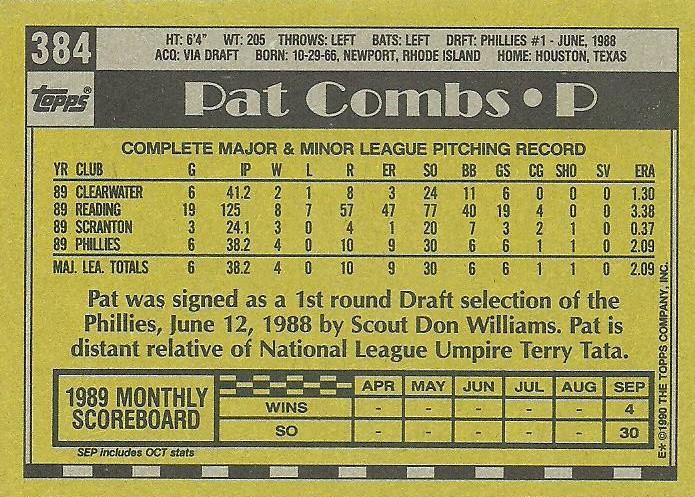 384
HT: 6'4" WT: 205 THROWS: LEFT BATS: LEFT DRFT: PHILLIES #1 - JUNE, 1988
ACQ: VIA DRAFT BORN: 10-29-66, NEWPORT, RHODE ISLAND HOME: HOUSTON, TEXAS
Topps®
Pat Combs • P
COMPLETE MAJOR & MINOR LEAGUE PITCHING RECORD
YR CLUB G IP W L R ER SO BB GS CG SHO SV ERA
89 CLEARWATER 6 41.2 2 1 8 3 24 11 6 0 0 0 1.30
89 READING 19 125 8 7 57 47 77 40 19 4 0 0 3.38
89 SCRANTON 3 24.1 3 0 4 1 20 7 3 2 1 0 0.37
89 PHILLIES 6 38.2 4 0 10 9 30 6 6 1 1 0 2.09
MAJ. LEA. TOTALS 6 38.2 4 0 10 9 30 6 6 1 1 0 2.09
Pat was signed as a 1st round Draft selection of the
Phillies, June 12, 1988 by Scout Don Williams. Pat is
distant relative of National League Umpire Terry Tata.
1989 MONTHLY
SCOREBOARD
APR MAY JUN JUL AUG SEP
WINS - - - - - 4
SO - - - - - 30
SEP includes OCT stats
E* ©1990 THE TOPPS COMPANY, INC.